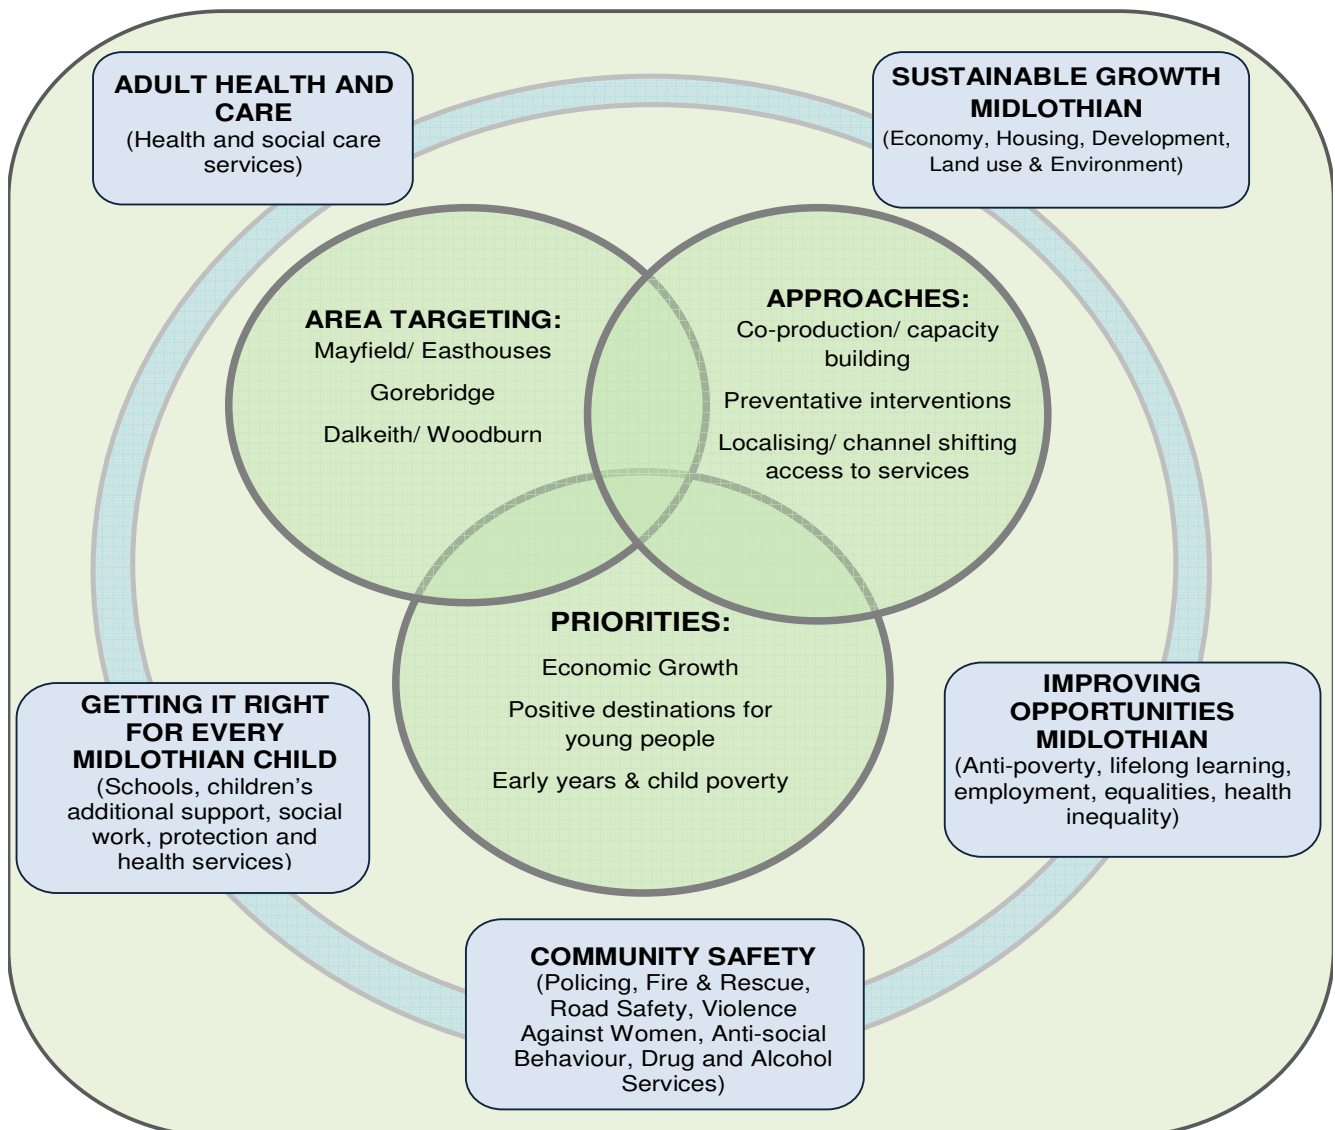 ADULT HEALTH AND
CARE
(Health and social care
services)
SUSTAINABLE GROWTH
MIDLOTHIAN
(Economy, Housing, Development,
Land use & Environment)
AREA TARGETING:
Mayfield/ Easthouses
Gorebridge
Dalkeith/ Woodburn
APPROACHES:
Co-production/ capacity
building
Preventative interventions
Localising/ channel shifting
access to services
PRIORITIES:
Economic Growth
Positive destinations for
young people
Early years & child poverty
GETTING IT RIGHT
FOR EVERY
MIDLOTHIAN CHILD
(Schools, children’s
additional support, social
work, protection and
health services)
IMPROVING
OPPORTUNITIES
MIDLOTHIAN
(Anti-poverty, lifelong learning,
employment, equalities, health
inequality)
COMMUNITY SAFETY
(Policing, Fire & Rescue,
Road Safety, Violence
Against Women, Anti-social
Behaviour, Drug and Alcohol
Services)